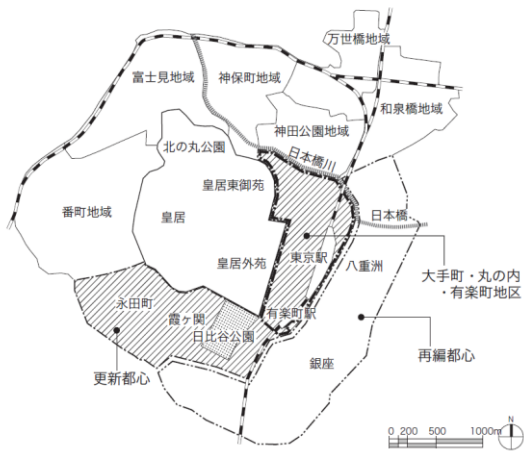 万世橋地域
富士見地域
神保町地域
和泉橋地域
神田公園地域
北の丸公園
日本橋川
皇居東御苑
番町地域
皇居
日本橋
皇居外苑
東京駅
八重洲
大手町・丸の内
・有楽町地区
永田町
霞ヶ関
有楽町駅
日比谷公園
更新都心
銀座
再編都心
N
0 200 500 1000m